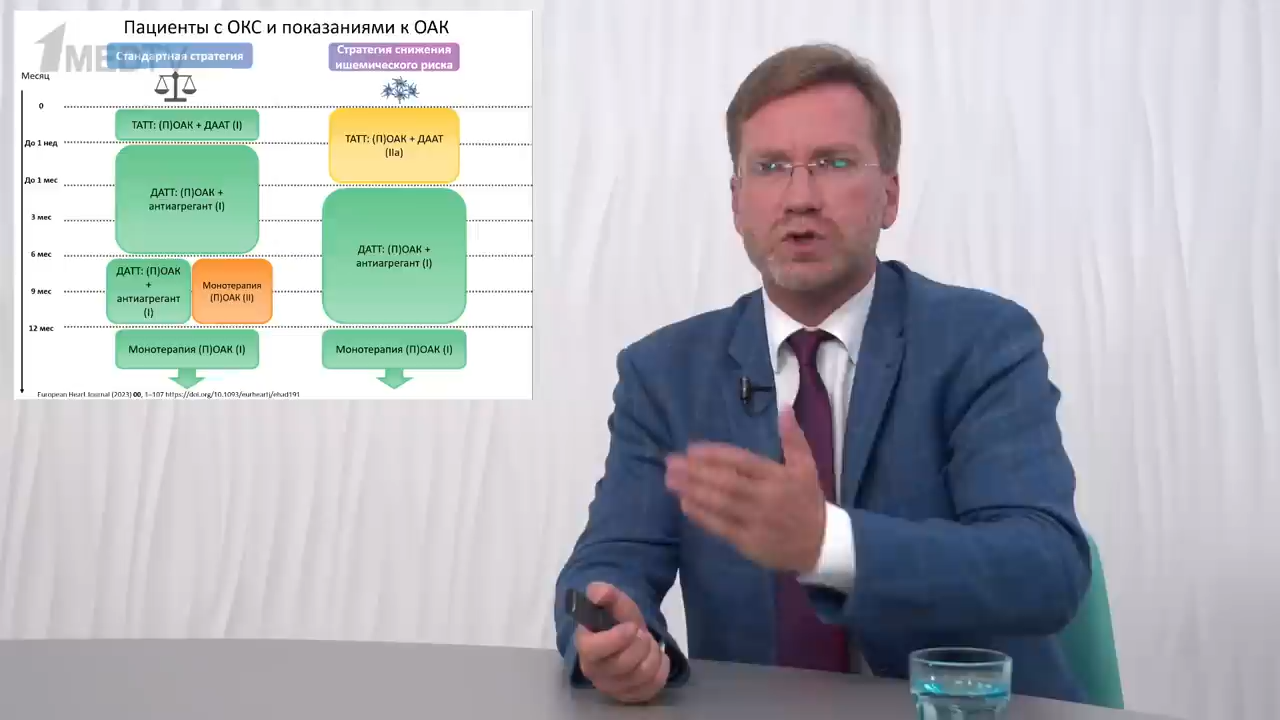 Пациенты с ОКС и показаниями к ОАК
1MEDTV
Стандартная стратегия
Стратегия снижения
ишемического риска
Месяц
0
До 1 нед
До 1 мес
3 мес
6 мес
9 мес
12 мес
ТАТТ: (П)ОАК + ДААТ (I)
ДАТТ: (П)ОАК +
антиагрегант (I)
ДАТТ: (П)ОАК
+
антиагрегант
(I)
Монотерапия
(П)ОАК (II)
Монотерапия (П)ОАК (I)
ТАТТ: (П)ОАК + ДААТ
(IIa)
ДАТТ: (П)ОАК +
антиагрегант (I)
Монотерапия (П)ОАК (I)
European Heart Journal (2023) 00, 1–107 https://doi.org/10.1093/eurheartj/ehad191